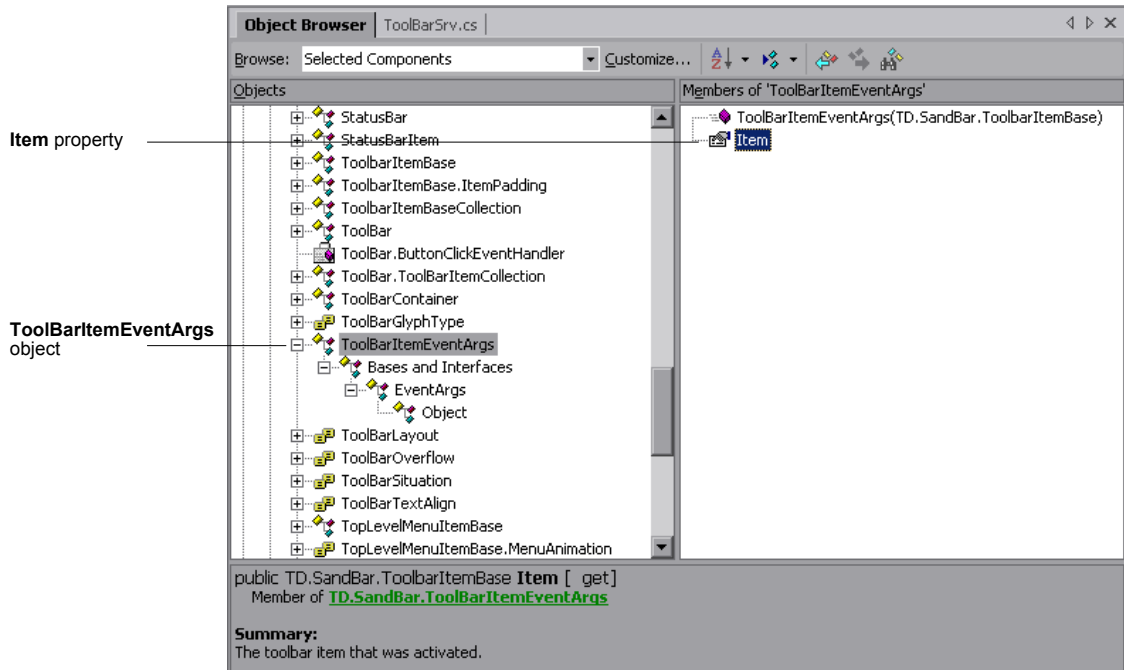 Object Browser ToolBarSrv.cs
Browse: Selected Components Customize...
Objects
Members of 'ToolBarItemEventArgs'
Item property
ToolBarItemEventArgs
object
StatusBar
StatusBarItem
ToolbarItemBase
ToolbarItemBase.ItemPadding
ToolbarItemBaseCollection
ToolBar
ToolBar.ButtonClickEventHandler
ToolBar.ToolBarItemCollection
ToolBarContainer
ToolBarGlyphType
ToolBarItemEventArgs
Bases and Interfaces
EventArgs
Object
ToolBarLayout
ToolBarOverflow
ToolBarSituation
ToolBarTextAlign
TopLevelMenuItemBase
TopLevelMenuItemBase.MenuAnimation
ToolBarItemEventArgs(TD.SandBar.ToolbarItemBase)
Item
public TD.SandBar.ToolbarItemBase Item [ get]
Member of TD.SandBar.ToolBarItemEventArgs
Summary:
The toolbar item that was activated.